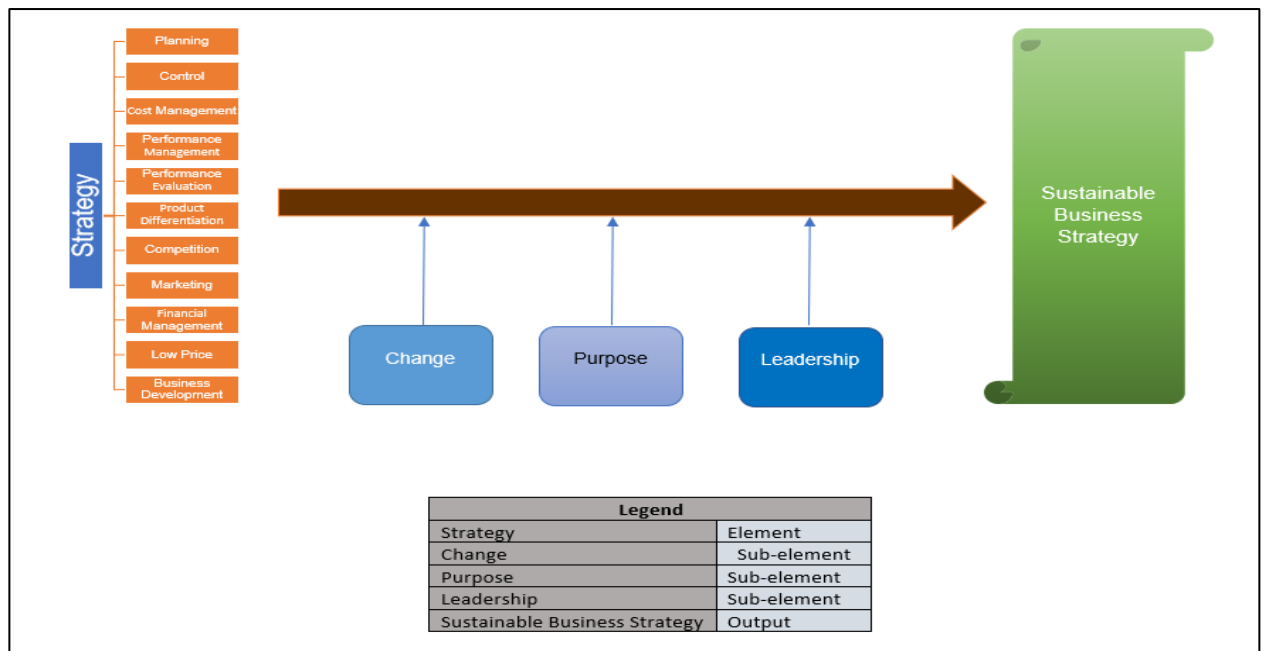 Strategy
Planning
Control
Cost Management
Performance
Management
Performance
Evaluation
Product
Differentiation
Competition
Marketing
Financial
Management
Low Price
Business
Development
Change
Purpose
Leadership
Sustainable
Business
Strategy
Legend
Strategy Element
Change Sub-element
Purpose Sub-element
Leadership Sub-element
Sustainable Business Strategy Output